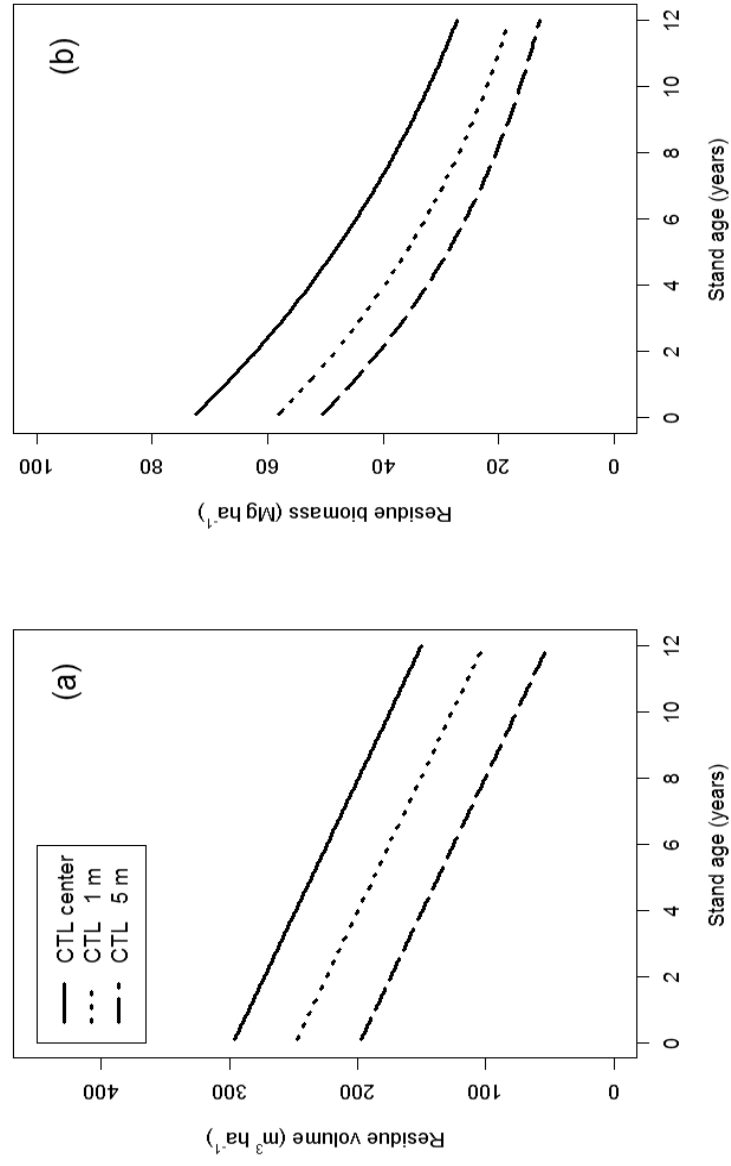 (a)
CTL center
CTL 1 m
CTL 5 m
Residue volume (m³ ha⁻¹)
400
300
200
100
0
0 2 4 6 8 10 12
Stand age (years)
(b)
Residue biomass (Mg ha⁻¹)
100
80
60
40
20
0
0 2 4 6 8 10 12
Stand age (years)